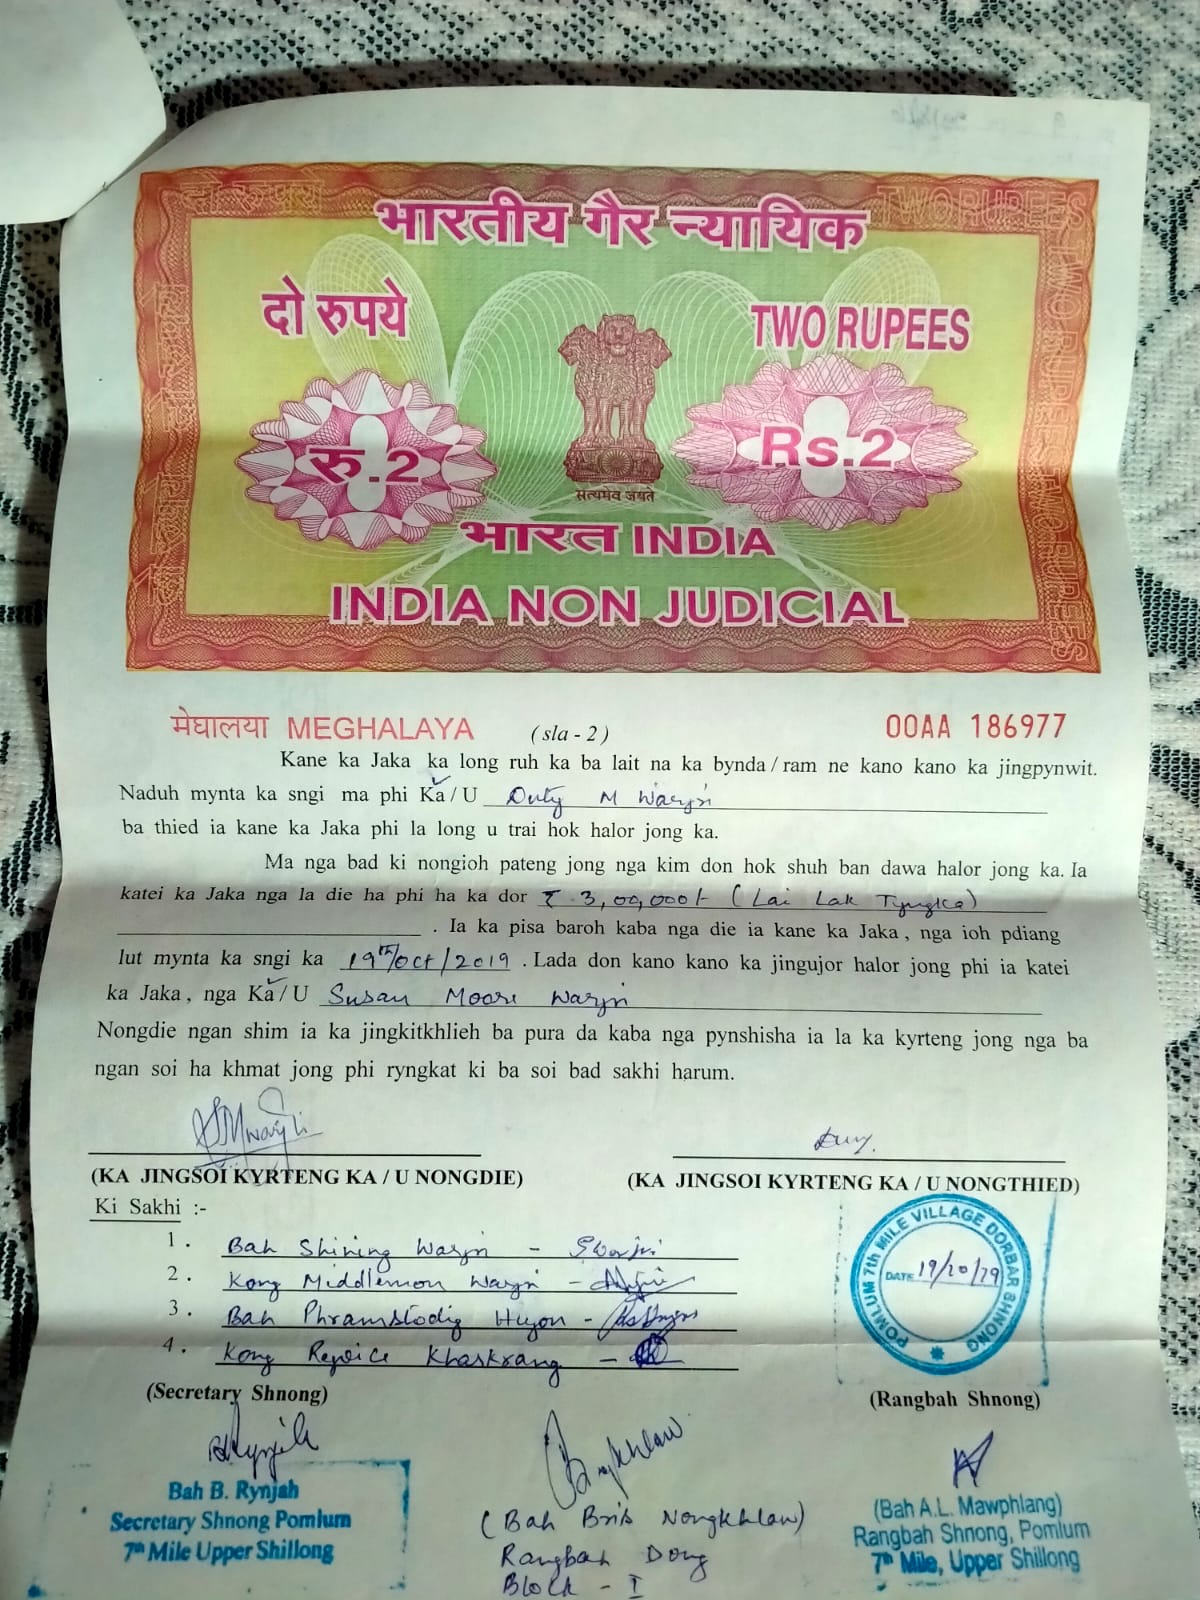 भारतीय गैर न्यायिक
दो रुपये
TWO RUPEES
रु.2
Rs.2
सत्यमेव जयते
भारत INDIA
INDIA NON JUDICIAL
मेघालया MEGHALAYA
(sla - 2)
00AA 186977
Kane ka Jaka ka long ruh ka ba lait na ka bynda / ram ne kano kano ka jingpynwit.
Naduh mynta ka sngi ma phi Ka / U Duty M Warjri
ba thied ia kane ka Jaka phi la long u trai hok halor jong ka.
Ma nga bad ki nongioh pateng jong nga kim don hok shuh ban dawa halor jong ka. Ia
katei ka Jaka nga la die ha phi ha ka dor ₹ 3,00,000/- (Lai Lak Tyngka)
. Ia ka pisa baroh kaba nga die ia kane ka Jaka, nga ioh pdiang
lut mynta ka sngi ka 19th/Oct/2019 . Lada don kano kano ka jingujor halor jong phi ia katei
ka Jaka, nga Ka / U Susan Moore Warjri
Nongdie ngan shim ia ka jingkitkhlieh ba pura da kaba nga pynshisha ia la ka kyrteng jong nga ba
ngan soi ha khmat jong phi ryngkat ki ba soi bad sakhi harum.
(KA JINGSOI KYRTENG KA / U NONGDIE)
(KA JINGSOI KYRTENG KA / U NONGTHIED)
Ki Sakhi :-
1. Bah Shining Warjri -
2. Kong Middlemon Warjri -
3. Bah Phramstodig -
4. Kong Rejoice Kharkrang -
POMLUM 7th MILE VILLAGE DORBAR SHNONG
DATE 19/10/19
(Secretary Shnong)
(Rangbah Shnong)
Bah B. Rynjah
Secretary Shnong Pomlum
7th Mile Upper Shillong
(Bah Bris Nongkhlaw)
Rangbah Dong
Block - I
(Bah A.L. Mawphlang)
Rangbah Shnong, Pomlum
7th Mile, Upper Shillong